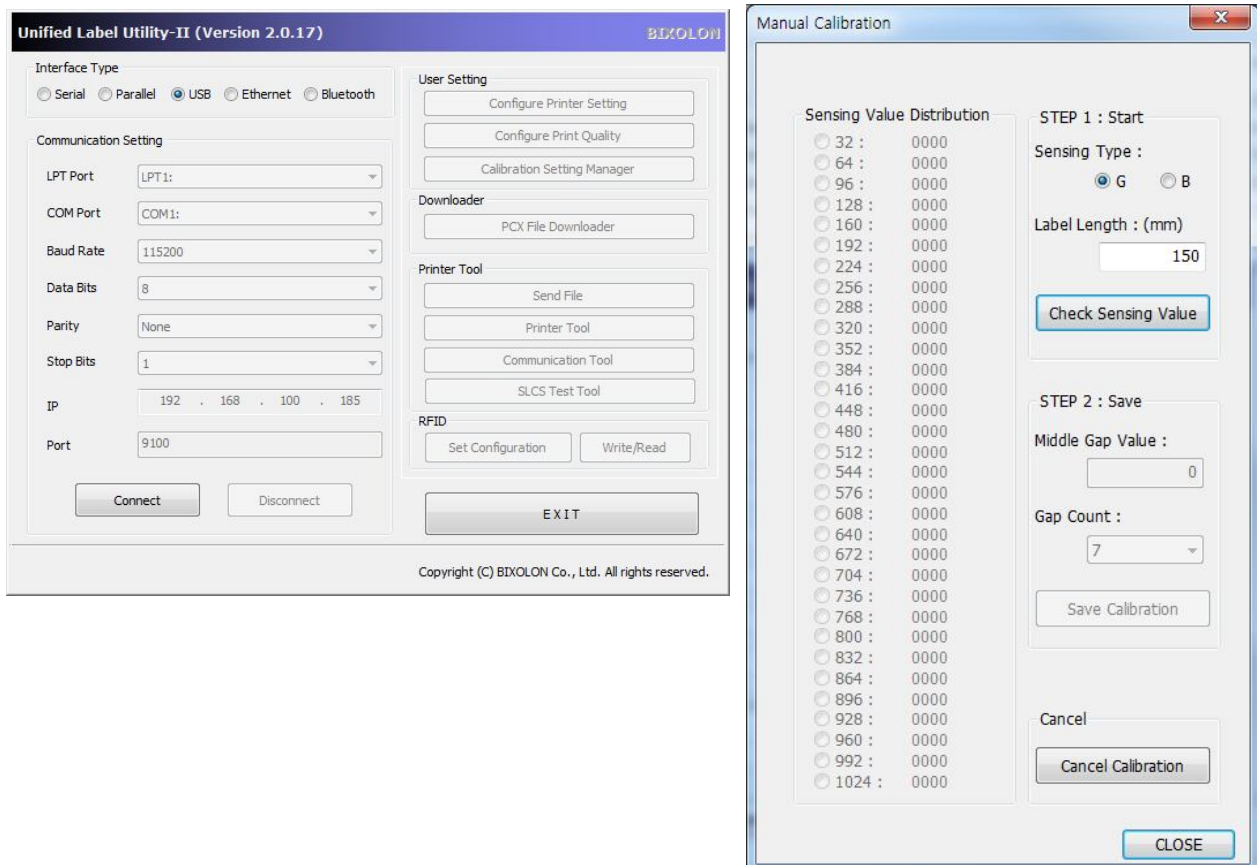 Unified Label Utility-II (Version 2.0.17)
BIXOLON
Interface Type
Serial Parallel USB Ethernet Bluetooth
Communication Setting
LPT Port LPT1:
COM Port COM1:
Baud Rate 115200
Data Bits 8
Parity None
Stop Bits 1
IP 192 . 168 . 100 . 185
Port 9100
Connect Disconnect
User Setting
Configure Printer Setting
Configure Print Quality
Calibration Setting Manager
Downloader
PCX File Downloader
Printer Tool
Send File
Printer Tool
Communication Tool
SLCS Test Tool
RFID
Set Configuration Write/Read
EXIT
Copyright (C) BIXOLON Co., Ltd. All rights reserved.
Manual Calibration
Sensing Value Distribution
32 : 0000
64 : 0000
96 : 0000
128 : 0000
160 : 0000
192 : 0000
224 : 0000
256 : 0000
288 : 0000
320 : 0000
352 : 0000
384 : 0000
416 : 0000
448 : 0000
480 : 0000
512 : 0000
544 : 0000
576 : 0000
608 : 0000
640 : 0000
672 : 0000
704 : 0000
736 : 0000
768 : 0000
800 : 0000
832 : 0000
864 : 0000
896 : 0000
928 : 0000
960 : 0000
992 : 0000
1024 : 0000
STEP 1 : Start
Sensing Type :
G B
Label Length : (mm)
150
Check Sensing Value
STEP 2 : Save
Middle Gap Value :
0
Gap Count :
7
Save Calibration
Cancel
Cancel Calibration
CLOSE